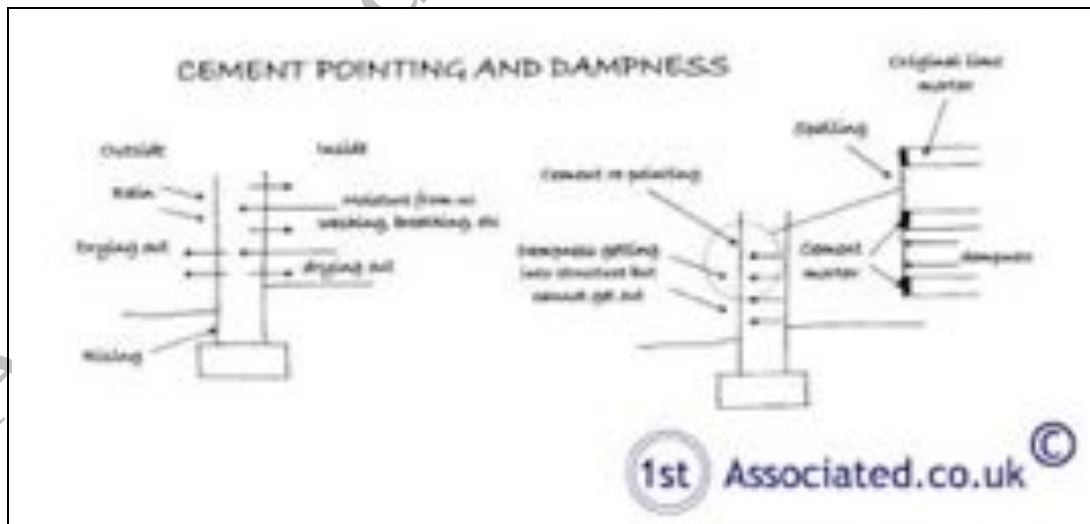 CEMENT POINTING AND DAMPNESS
Outside
Inside
Rain
Moisture from
washing, breathing, etc
Drying out
drying out
Rising
Cement re pointing
Dampness getting
into structure but
cannot get out
Spalling
Original lime
mortar
Cement
mortar
dampness
1st Associated.co.uk ©